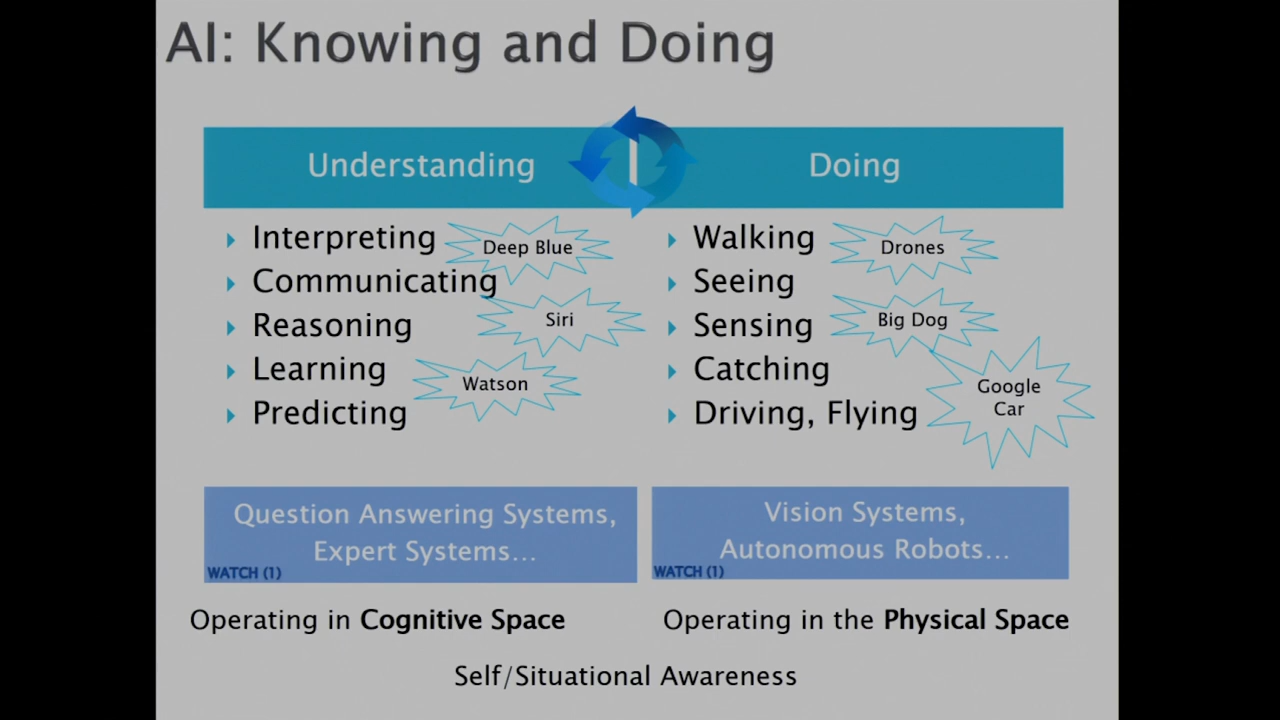 AI: Knowing and Doing
Understanding
Interpreting
Communicating
Reasoning
Learning
Predicting
Deep Blue
Siri
Watson
Question Answering Systems,
Expert Systems...
WATCH (1)
Operating in Cognitive Space
Doing
Walking
Seeing
Sensing
Catching
Driving, Flying
Drones
Big Dog
Google
Car
Vision Systems,
Autonomous Robots...
WATCH (1)
Operating in the Physical Space
Self/Situational Awareness